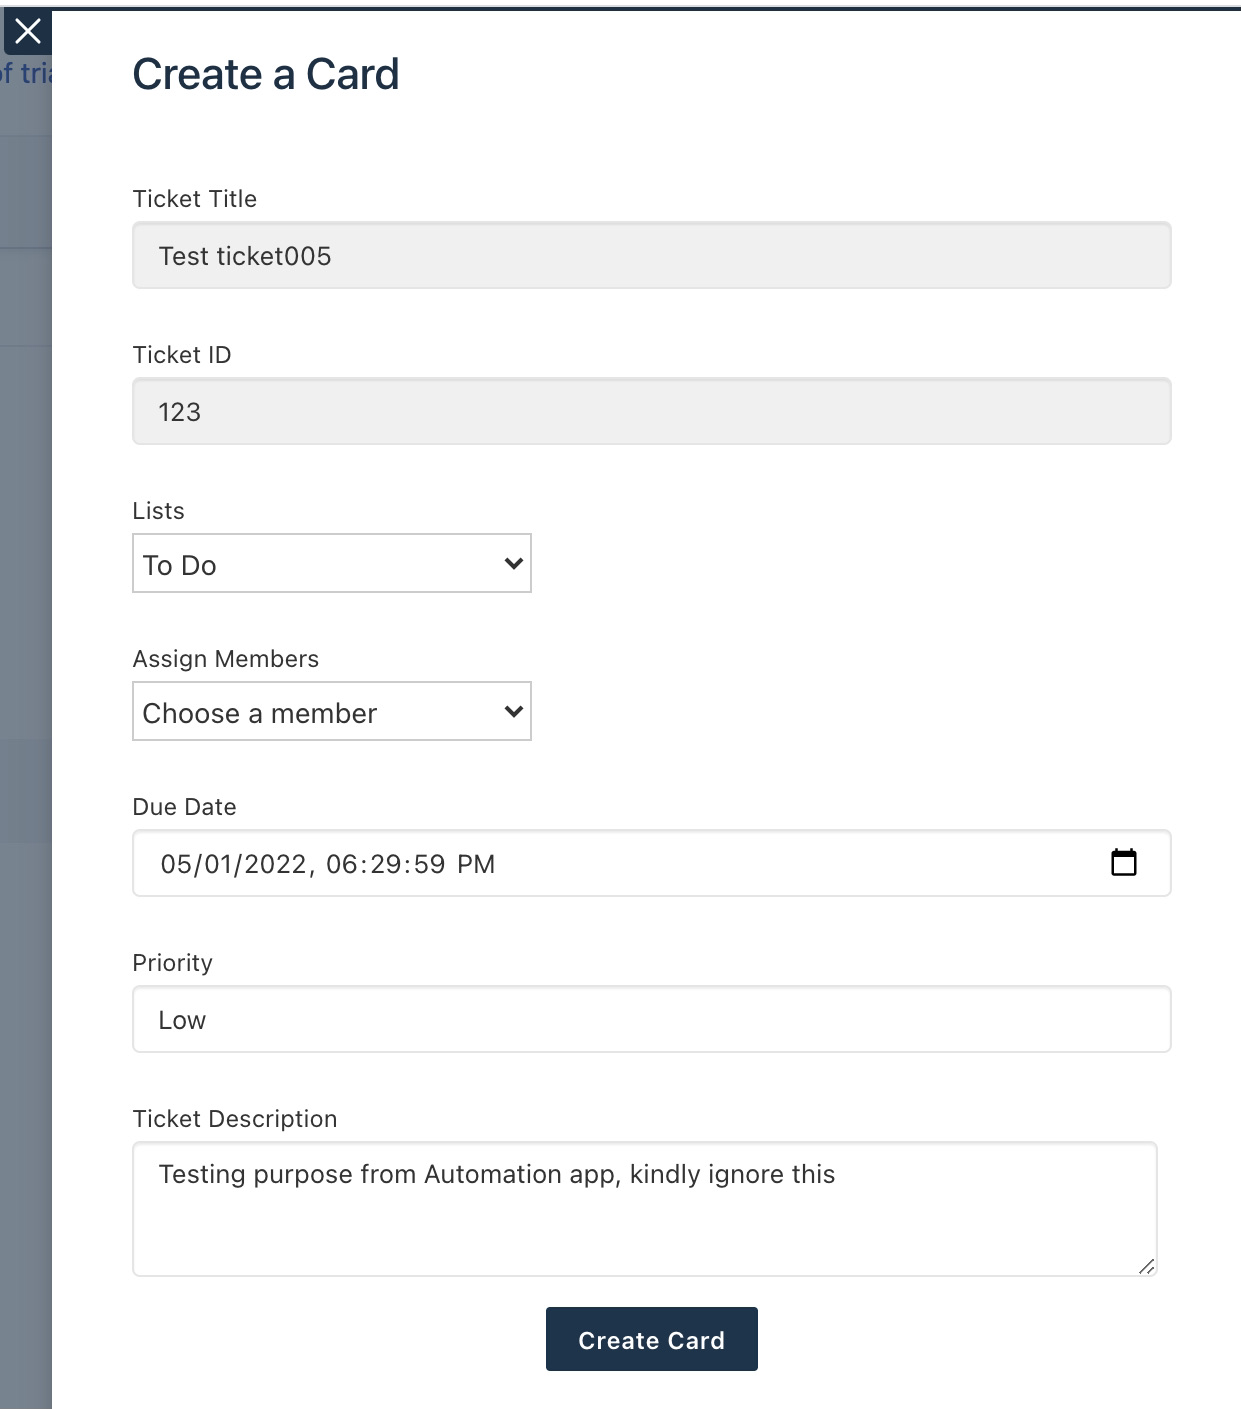 of tria
Create a Card
Ticket Title
Test ticket005
Ticket ID
123
Lists
To Do
Assign Members
Choose a member
Due Date
05/01/2022, 06:29:59 PM
Priority
Low
Ticket Description
Testing purpose from Automation app, kindly ignore this
Create Card